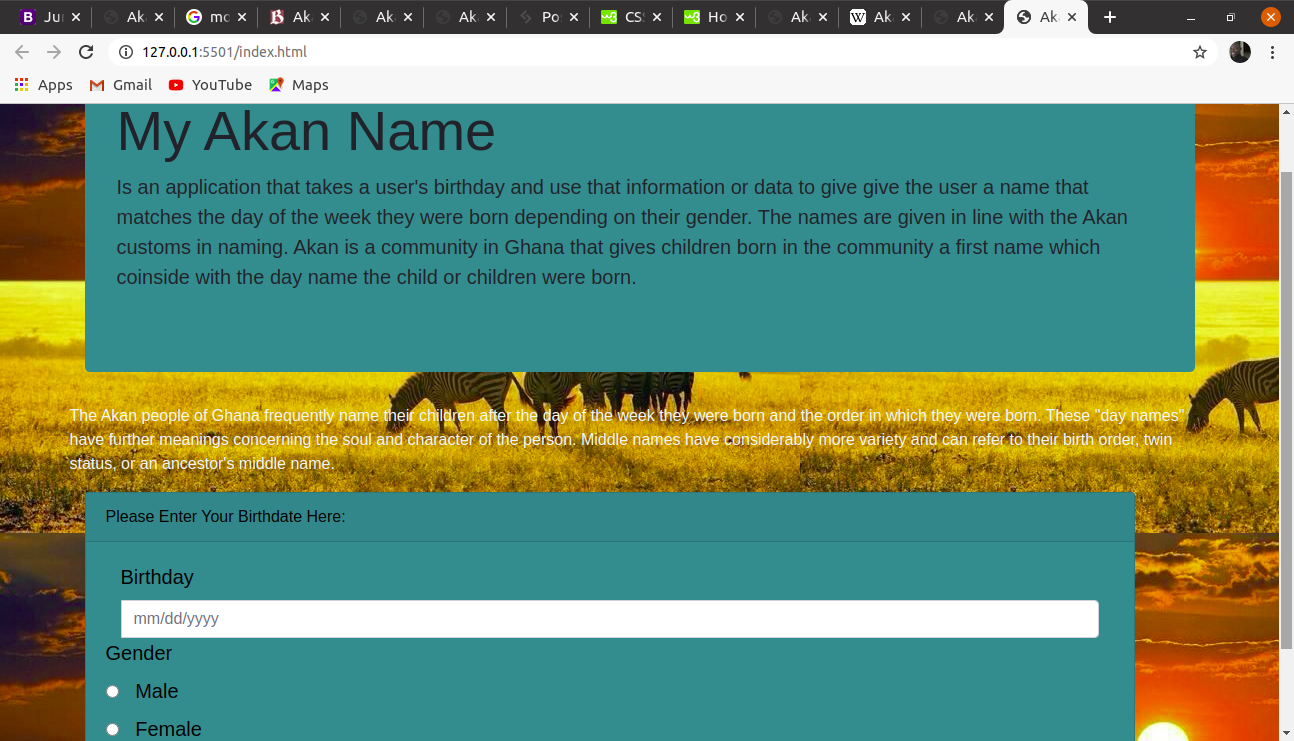 Ju
Ak
mo
Ak
Ak
Ak
Po
CS
Ho
Ak
Ak
Ak
Ak
127.0.0.1:5501/index.html
Apps
Gmail
YouTube
Maps
My Akan Name
Is an application that takes a user's birthday and use that information or data to give give the user a name that
matches the day of the week they were born depending on their gender. The names are given in line with the Akan
customs in naming. Akan is a community in Ghana that gives children born in the community a first name which
coinside with the day name the child or children were born.
The Akan people of Ghana frequently name their children after the day of the week they were born and the order in which they were born. These "day names"
have further meanings concerning the soul and character of the person. Middle names have considerably more variety and can refer to their birth order, twin
status, or an ancestor's middle name.
Please Enter Your Birthdate Here:
Birthday
mm/dd/yyyy
Gender
Male
Female